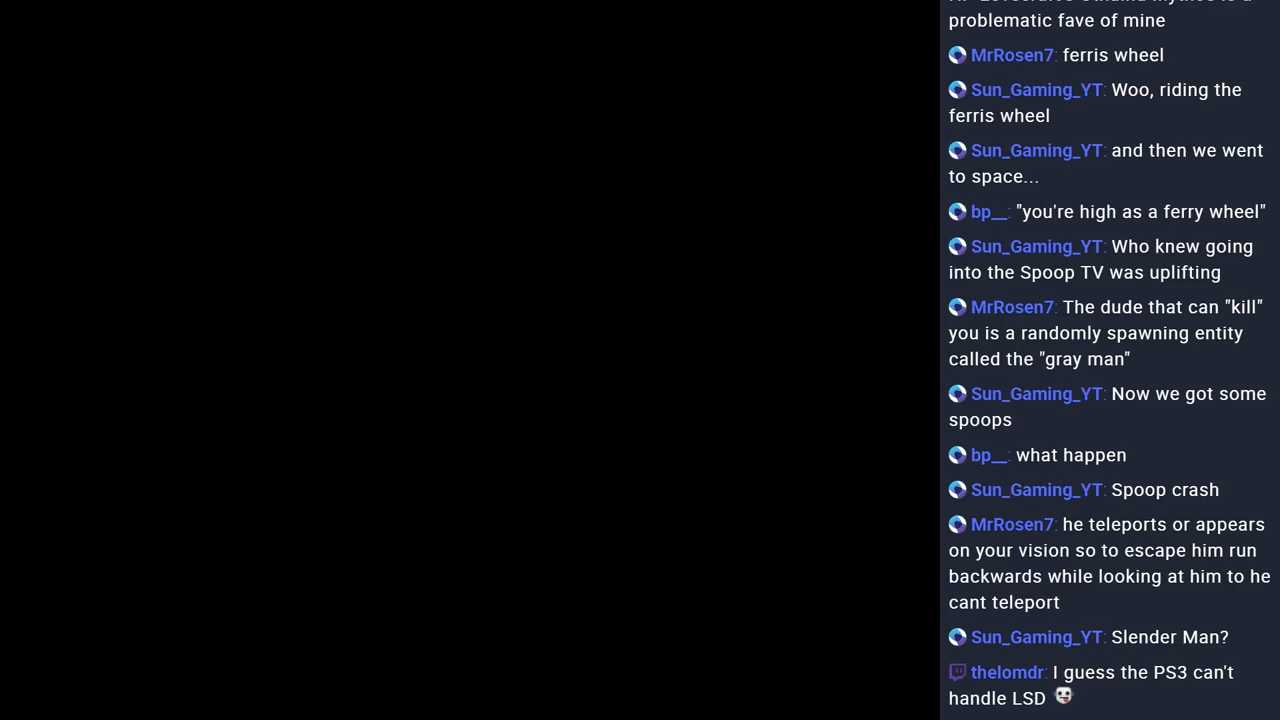 problematic fave of mine
MrRosen7: ferris wheel
Sun_Gaming_YT: Woo, riding the
ferris wheel
Sun_Gaming_YT: and then we went
to space...
bp__: "you're high as a ferry wheel"
Sun_Gaming_YT: Who knew going
into the Spoop TV was uplifting
MrRosen7: The dude that can "kill"
you is a randomly spawning entity
called the "gray man"
Sun_Gaming_YT: Now we got some
spoops
bp__: what happen
Sun_Gaming_YT: Spoop crash
MrRosen7: he teleports or appears
on your vision so to escape him run
backwards while looking at him to he
cant teleport
Sun_Gaming_YT: Slender Man?
thelomdr: I guess the PS3 can't
handle LSD